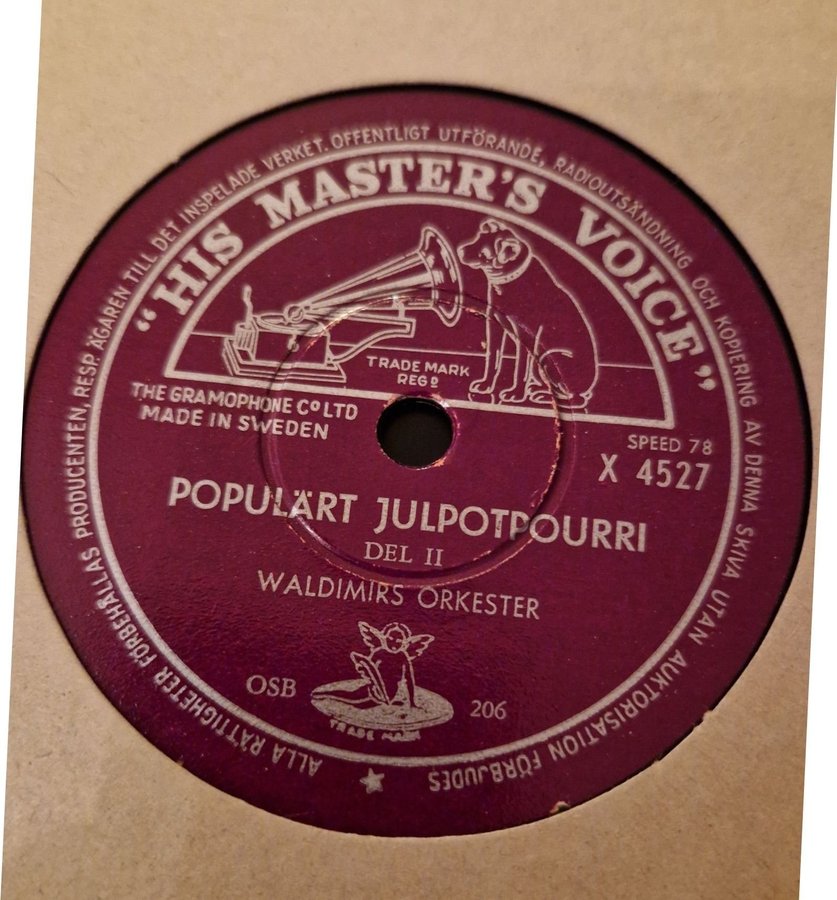 ALLA RÄTTIGHETER FÖRBEHÅLLAS PRODUCENTEN, RESP. ÄGAREN TILL DET INSPELADE VERKET. OFFENTLIGT UTFÖRANDE, RADIOUTSÄNDNING OCH KOPIERING AV DENNA SKIVA UTAN AUKTORISATION FÖRBJUDES
"HIS MASTER'S VOICE"
TRADE MARK
REGD
THE GRAMOPHONE CO LTD
MADE IN SWEDEN
SPEED 78
X 4527
POPULÄRT JULPOTPOURRI
DEL II
WALDIMIRS ORKESTER
OSB 206
TRADE MARK